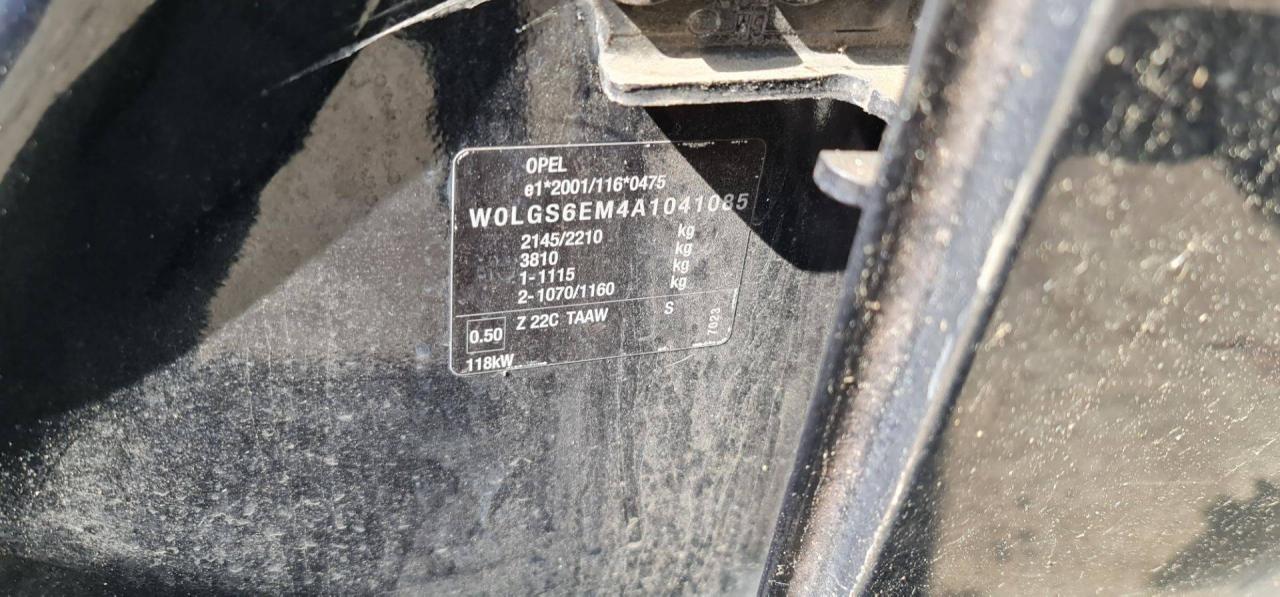 OPEL
e1*2001/116*0475
W0LGS6EM4A1041085
2145/2210 kg
3810 kg
1-1115 kg
2-1070/1160 kg
0.50 Z 22C TAAW S 7023
118kW